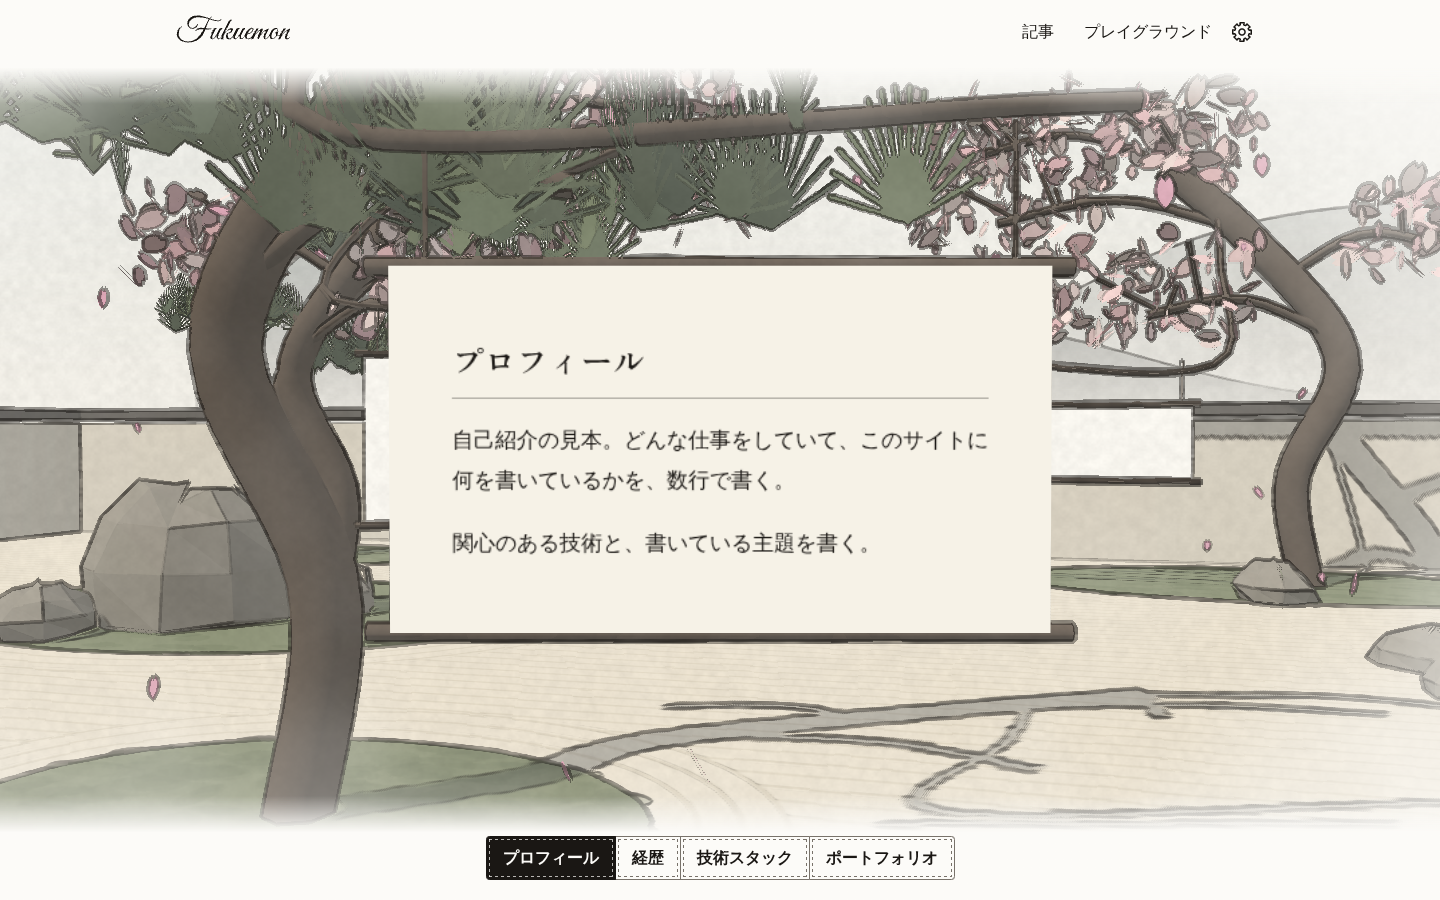 Fukuemon
記事
プレイグラウンド
プロフィール
自己紹介の見本。どんな仕事をしていて、このサイトに
何を書いているかを、数行で書く。
関心のある技術と、書いている主題を書く。
プロフィール
経歴
技術スタック
ポートフォリオ